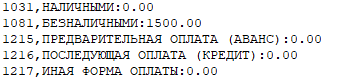 1031,НАЛИЧНЫМИ:0.00
1081,БЕЗНАЛИЧНЫМИ:1500.00
1215,ПРЕДВАРИТЕЛЬНАЯ ОПЛАТА (АВАНС):0.00
1216,ПОСЛЕДУЮЩАЯ ОПЛАТА (КРЕДИТ):0.00
1217,ИНАЯ ФОРМА ОПЛАТЫ:0.00